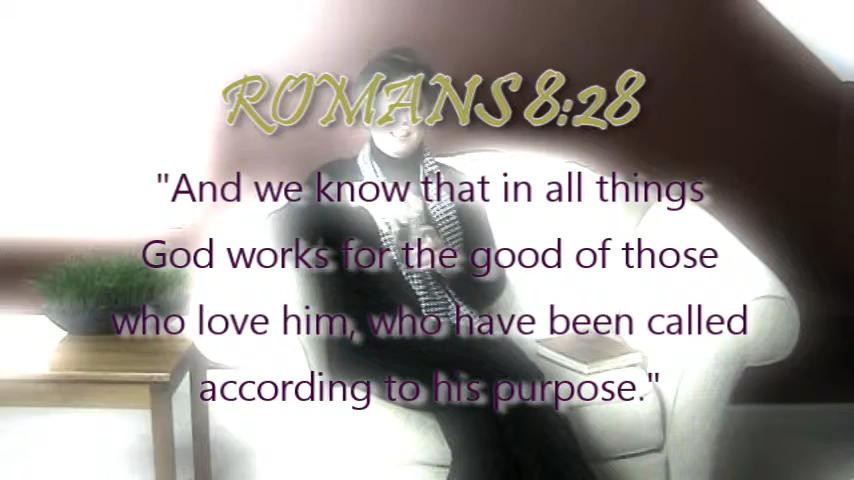 ROMANS 8:28
"And we know that in all things
God works for the good of those
who love him, who have been called
according to his purpose."